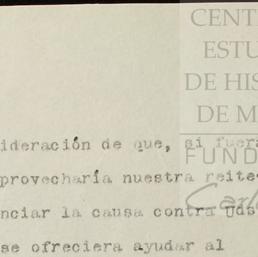 CENT
ESTU
DE HIS
DE M
FUND
Carl
ideración de que, si fuera
provecharía nuestra reite
nciar la causa contra Uds
se ofreciera ayudar al